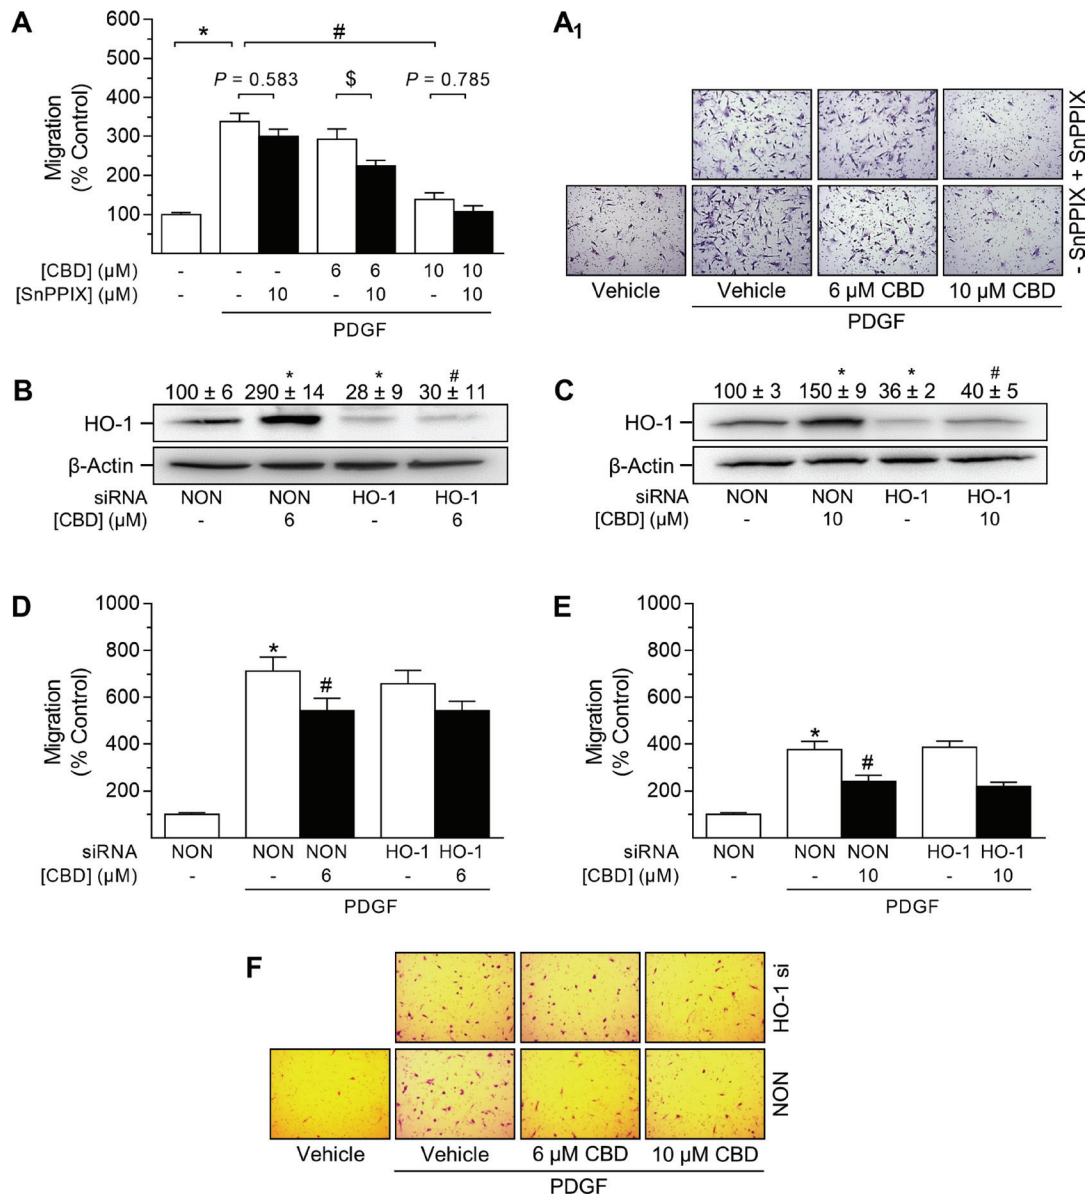 A
600
500
400
300
200
100
Migration
(% Control)
*
#
P = 0.583
$
P = 0.785
[CBD] (µM) - - - 6 6 10 10
[SnPPIX] (µM) - - 10 - 10 - 10
PDGF
A1
+ SnPPIX
- SnPPIX
Vehicle Vehicle 6 µM CBD 10 µM CBD
PDGF
B
* * #
100 ± 6 290 ± 14 28 ± 9 30 ± 11
HO-1
β-Actin
siRNA NON NON HO-1 HO-1
[CBD] (µM) - 6 - 6
C
* * #
100 ± 3 150 ± 9 36 ± 2 40 ± 5
HO-1
β-Actin
siRNA NON NON HO-1 HO-1
[CBD] (µM) - 10 - 10
D
1000
800
600
400
200
Migration
(% Control)
*
#
siRNA NON NON NON HO-1 HO-1
[CBD] (µM) - - 6 - 6
PDGF
E
1000
800
600
400
200
Migration
(% Control)
*
#
siRNA NON NON NON HO-1 HO-1
[CBD] (µM) - - 10 - 10
PDGF
F
HO-1 si
NON
Vehicle Vehicle 6 µM CBD 10 µM CBD
PDGF